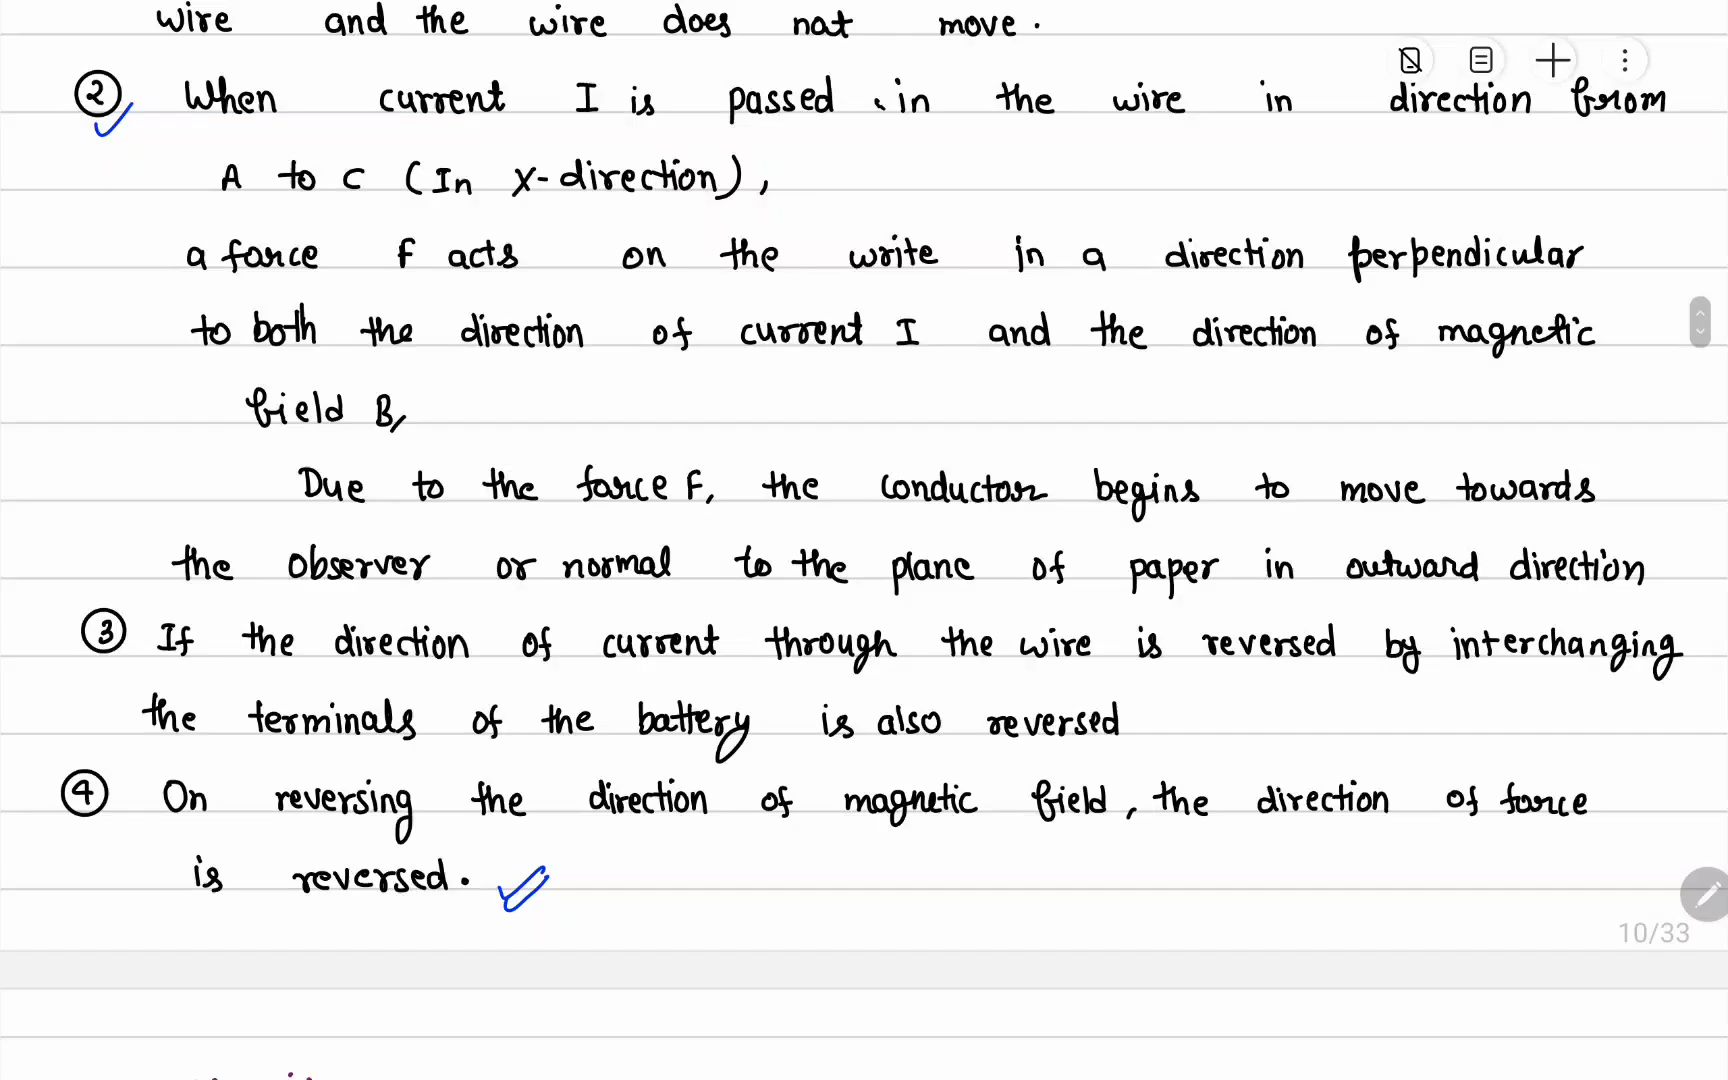 wire and the wire does not move.
② When current I is passed in the wire in direction from
A to C (In X-direction),
a force F acts on the write in a direction perpendicular
to both the direction of current I and the direction of magnetic
field B,
Due to the force F, the conductor begins to move towards
the observer or normal to the plane of paper in outward direction
③ If the direction of current through the wire is reversed by interchanging
the terminals of the battery is also reversed
④ On reversing the direction of magnetic field, the direction of force
is reversed.
10/33